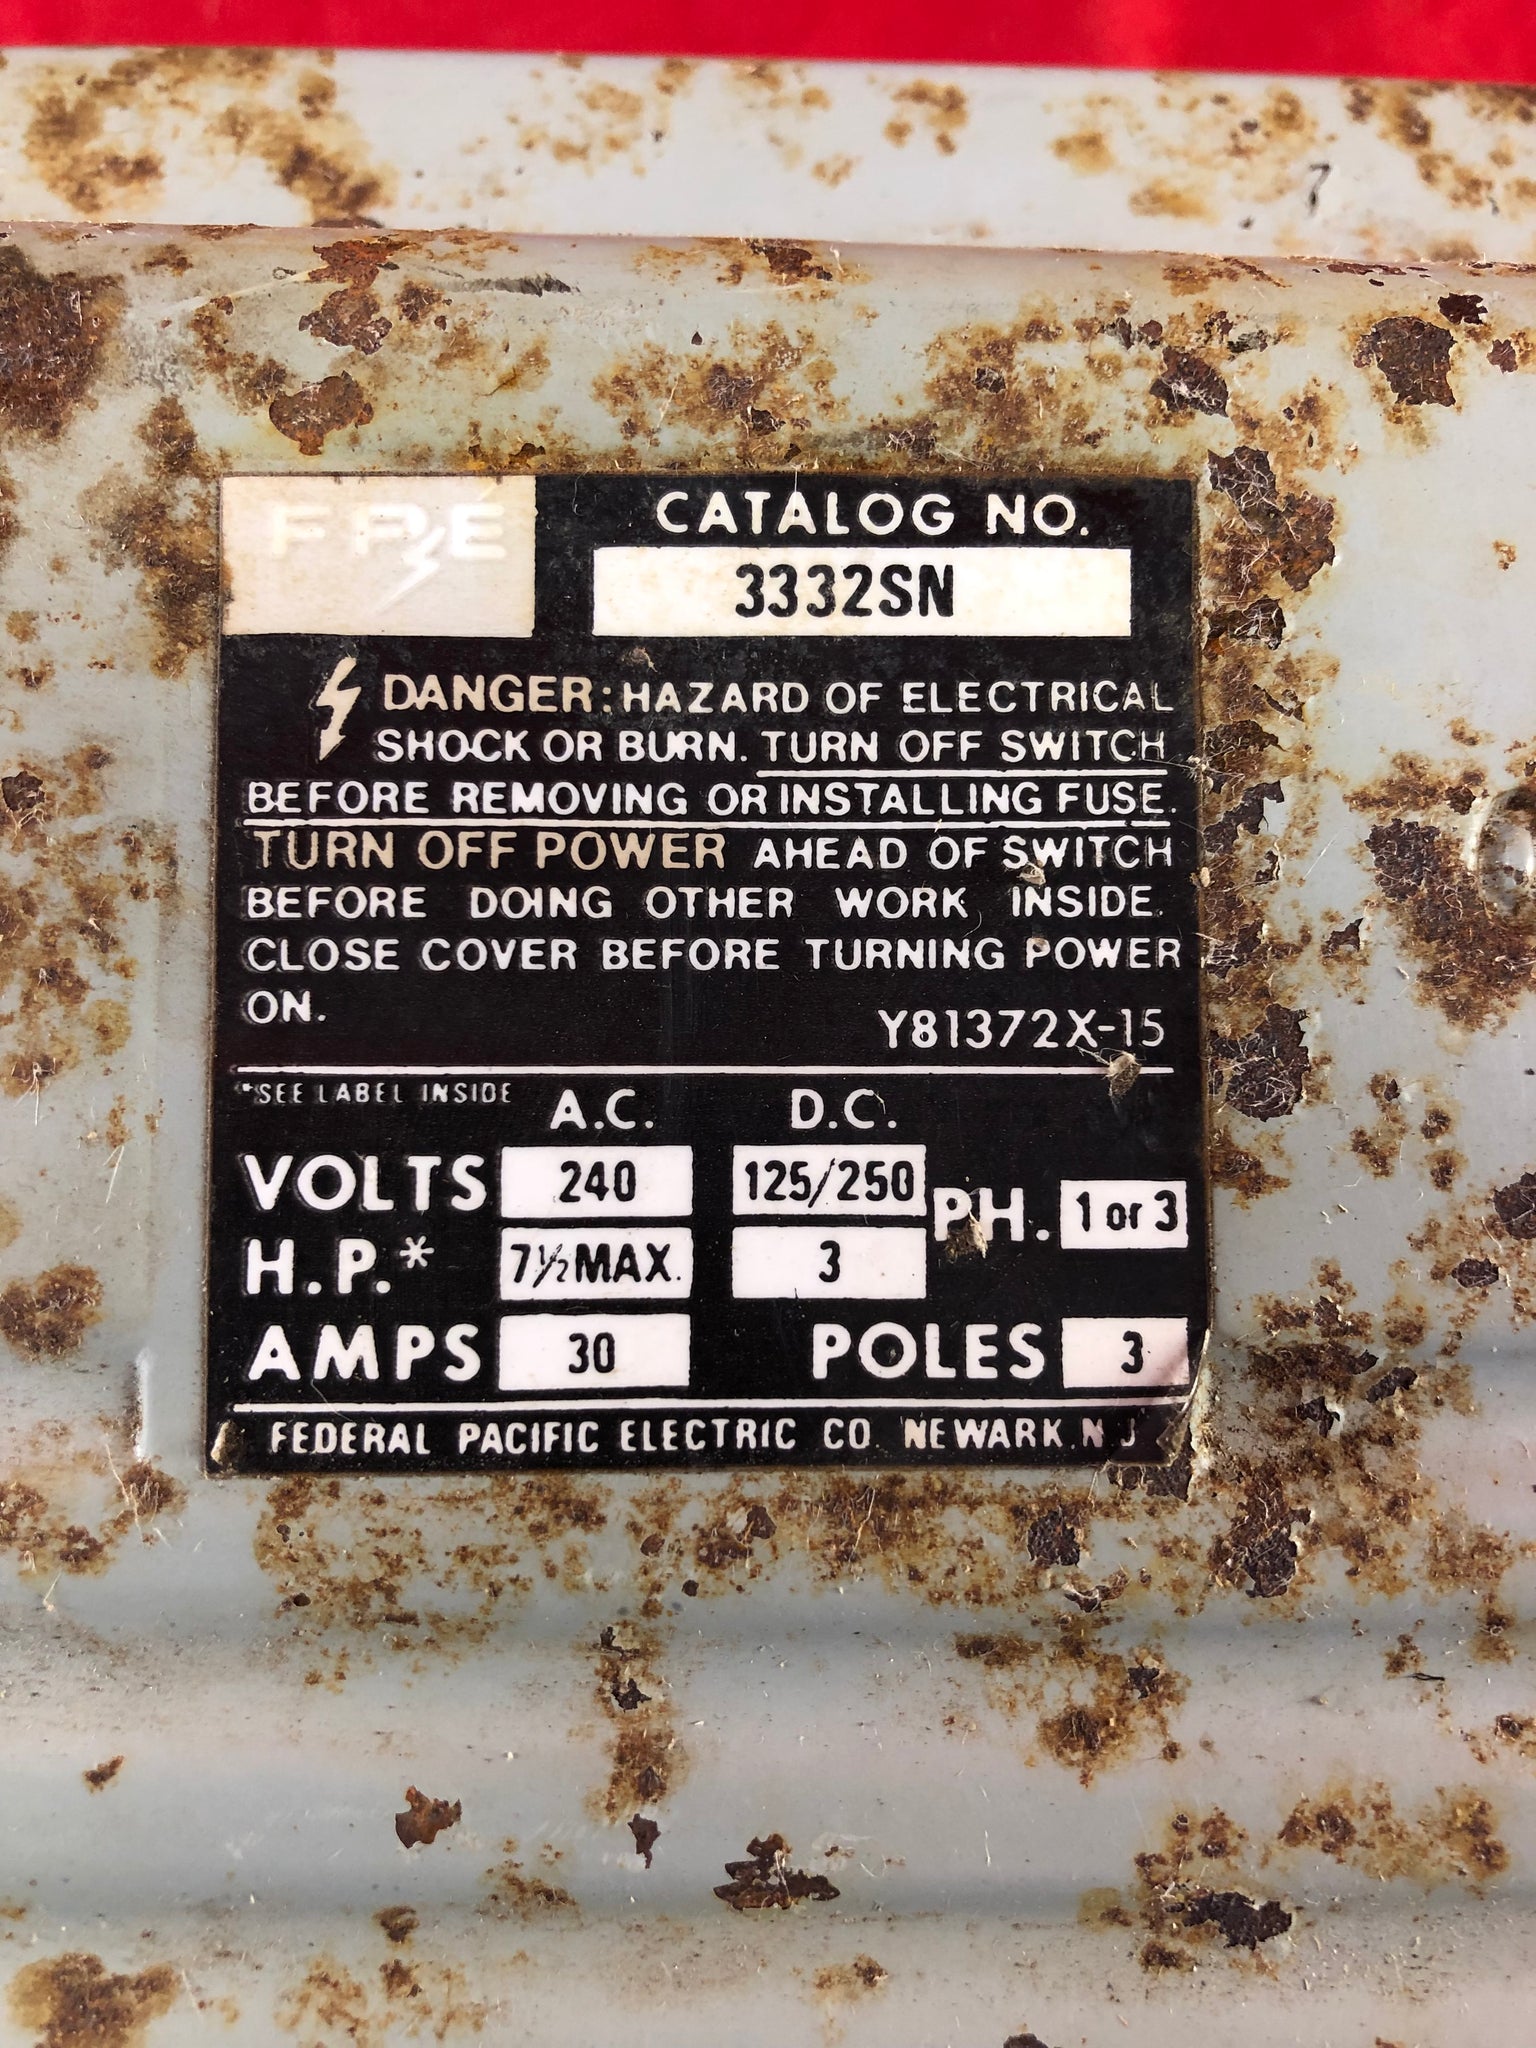 FPE
CATALOG NO.
3332SN
DANGER: HAZARD OF ELECTRICAL
SHOCK OR BURN. TURN OFF SWITCH
BEFORE REMOVING OR INSTALLING FUSE.
TURN OFF POWER AHEAD OF SWITCH
BEFORE DOING OTHER WORK INSIDE.
CLOSE COVER BEFORE TURNING POWER
ON.
Y81372X-15
*SEE LABEL INSIDE
A.C. D.C.
VOLTS 240 125/250 PH. 1 or 3
H.P.* 7½ MAX. 3
AMPS 30 POLES 3
FEDERAL PACIFIC ELECTRIC CO. NEWARK. N J